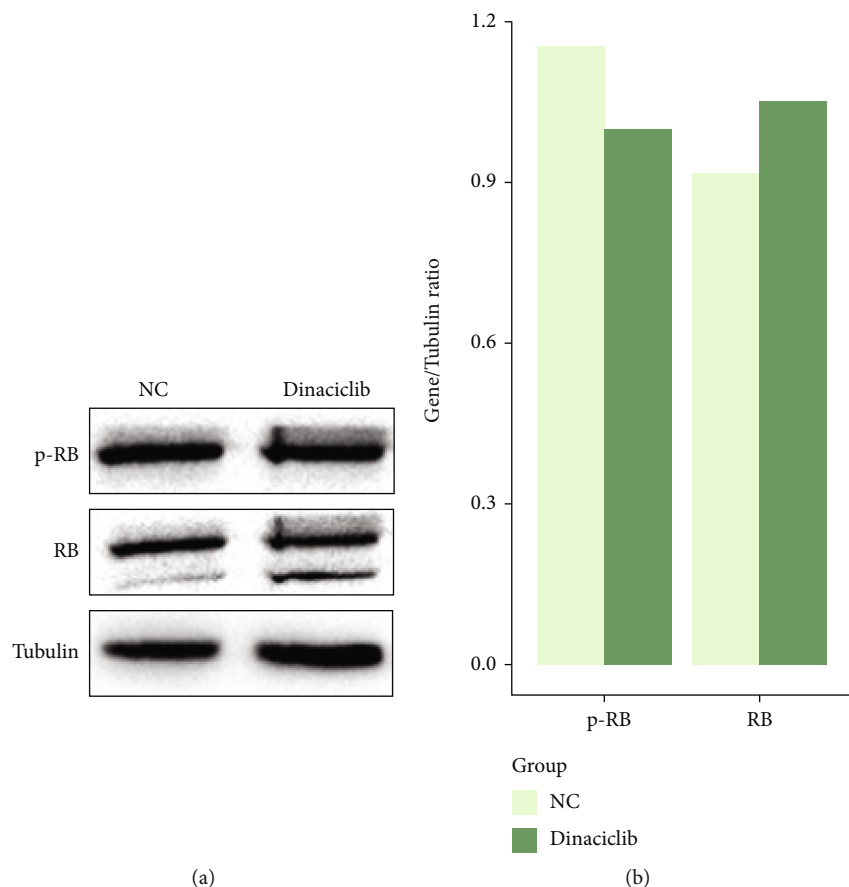 NC Dinaciclib
p-RB
RB
Tubulin
(a)
1.2
0.9
0.6
0.3
0.0
Gene/Tubulin ratio
p-RB RB
Group
NC
Dinaciclib
(b)